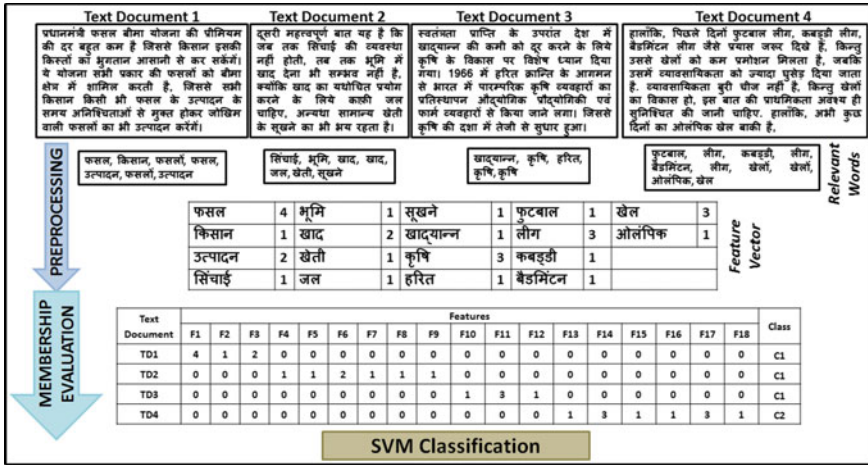 Text Document 1
प्रधानमंत्री फसल बीमा योजना की प्रीमियम
की दर बहुत कम है जिससे किसान इसकी
किस्तों का भुगतान आसानी से कर सकेंगे।
ये योजना सभी प्रकार की फसलों को बीमा
क्षेत्र में शामिल करती है, जिससे सभी
किसान किसी भी फसल के उत्पादन के
समय अनिश्चिताओं से मुक्त होकर जोखिम
वाली फसलों का भी उत्पादन करेंगे।
Text Document 2
दूसरी महत्त्वपूर्ण बात यह है कि
जब तक सिंचाई की व्यवस्था
नहीं होती, तब तक भूमि में
खाद देना भी सम्भव नहीं है,
क्योंकि खाद का यथोचित प्रयोग
करने के लिये काफ़ी जल
चाहिए, अन्यथा सामान्य खेती
के सूखने का भी भय रहता है।
Text Document 3
स्वतंत्रता प्राप्ति के उपरांत देश में
खाद्यान्न की कमी को दूर करने के लिये
कृषि के विकास पर विशेष ध्यान दिया
गया। 1966 में हरित क्रान्ति के आगमन
से भारत में पारम्परिक कृषि व्यवहारों का
प्रतिस्थापन औद्योगिक प्रौद्योगिकी एवं
फार्म व्यवहारों से किया जाने लगा। जिससे
कृषि की दशा में तेजी से सुधार हुआ।
Text Document 4
हालांकि, पिछले दिनों फुटबाल लीग, कबड्डी लीग,
बैडमिंटन लीग जैसे प्रयास जरूर दिखे हैं, किन्तु
उससे खेलों को कम प्रमोशन मिलता है, जबकि
उसमें व्यावसायिकता को ज्यादा घुसेड़ दिया जाता
है. व्यावसायिकता बुरी चीज नहीं है, किन्तु खेलों
का विकास हो, इस बात की प्राथमिकता अवश्य ही
सुनिश्चित की जानी चाहिए. हालाँकि, अभी कुछ
दिनों का ओलंपिक खेल बाकी है,
PREPROCESSING
फसल, किसान, फसलों, फसल,
उत्पादन, फसलों, उत्पादन
सिंचाई, भूमि, खाद, खाद,
जल, खेती, सूखने
खाद्यान्न, कृषि, हरित,
कृषि, कृषि
फुटबाल, लीग, कबड्डी, लीग,
बैडमिंटन, लीग, खेलों, खेलों,
ओलंपिक, खेल
Relevant
Words
फसल 4 भूमि 1 सूखने 1 फुटबाल 1 खेल 3
किसान 1 खाद 2 खाद्यान्न 1 लीग 3 ओलंपिक 1
उत्पादन 2 खेती 1 कृषि 3 कबड्डी 1
सिंचाई 1 जल 1 हरित 1 बैडमिंटन 1
Feature
Vector
MEMBERSHIP
EVALUATION
Text
Document Features Class
F1 F2 F3 F4 F5 F6 F7 F8 F9 F10 F11 F12 F13 F14 F15 F16 F17 F18
TD1 4 1 2 0 0 0 0 0 0 0 0 0 0 0 0 0 0 0 C1
TD2 0 0 0 1 1 2 1 1 1 0 0 0 0 0 0 0 0 0 C1
TD3 0 0 0 0 0 0 0 0 0 1 3 1 0 0 0 0 0 0 C1
TD4 0 0 0 0 0 0 0 0 0 0 0 0 1 3 1 1 3 1 C2
SVM Classification